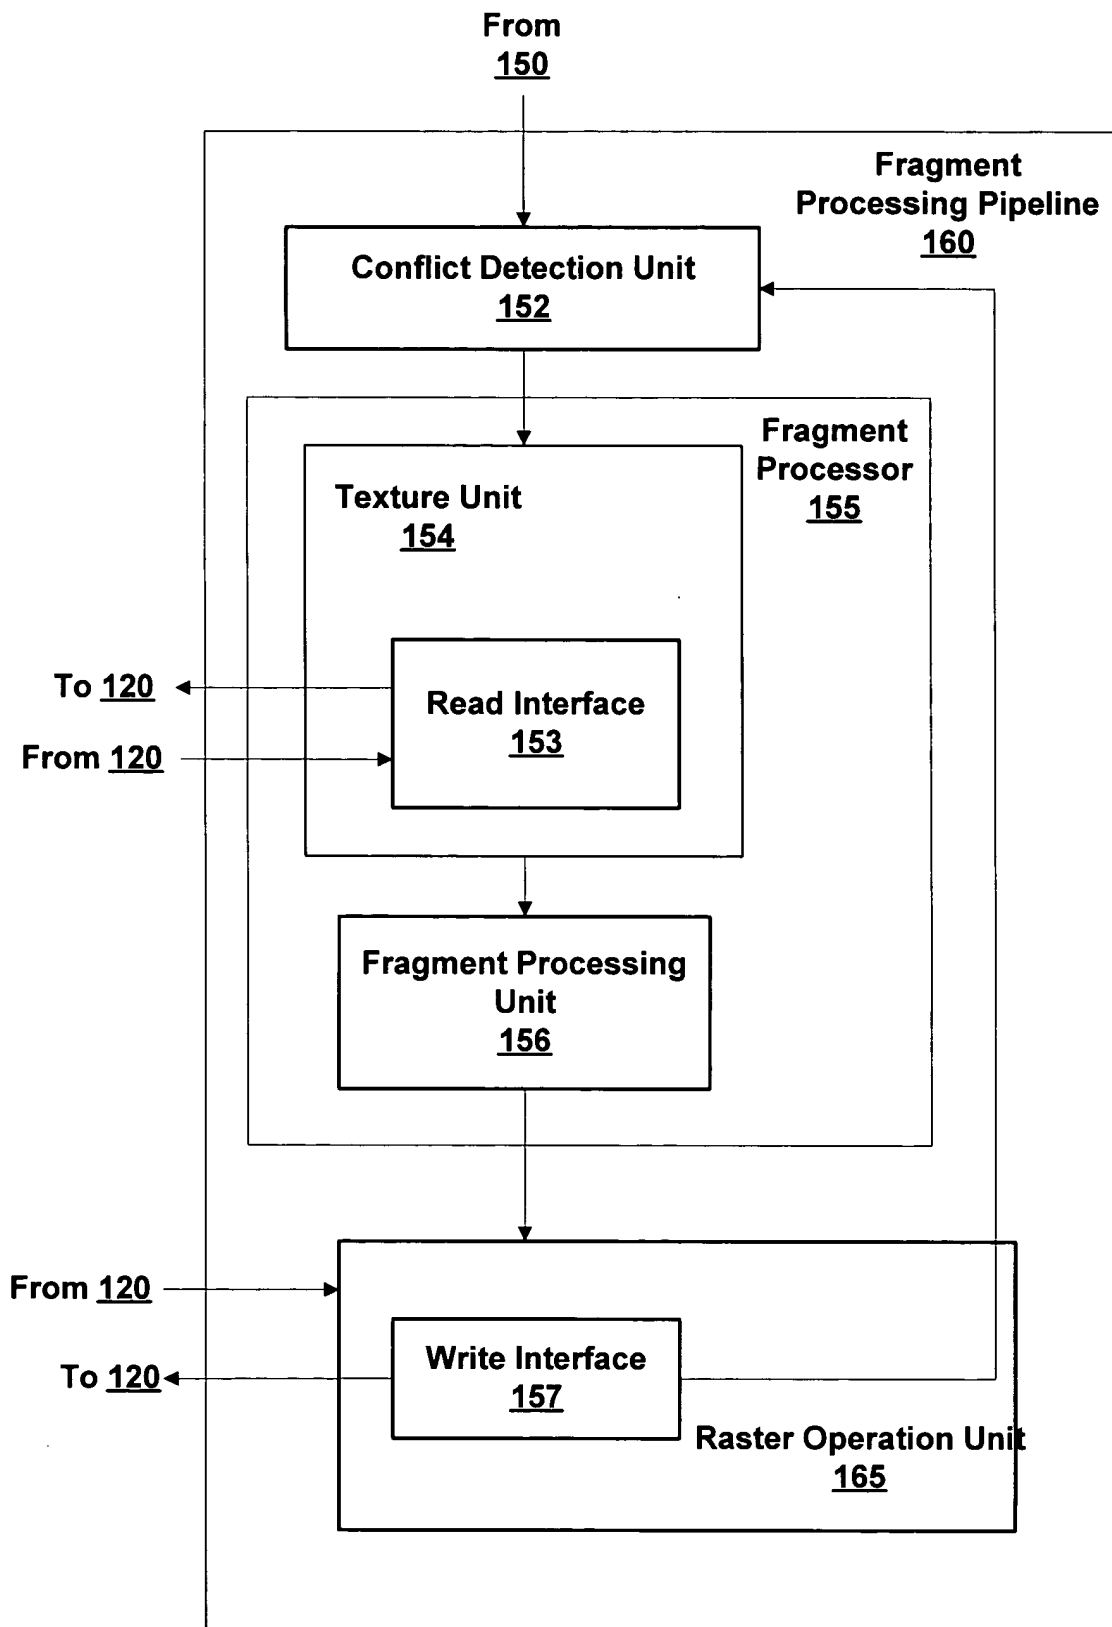 From
150
Fragment
Processing Pipeline
160
Conflict Detection Unit
152
Fragment
Processor
155
Texture Unit
154
To 120
Read Interface
153
From 120
Fragment Processing
Unit
156
From 120
Write Interface
157
To 120
Raster Operation Unit
165